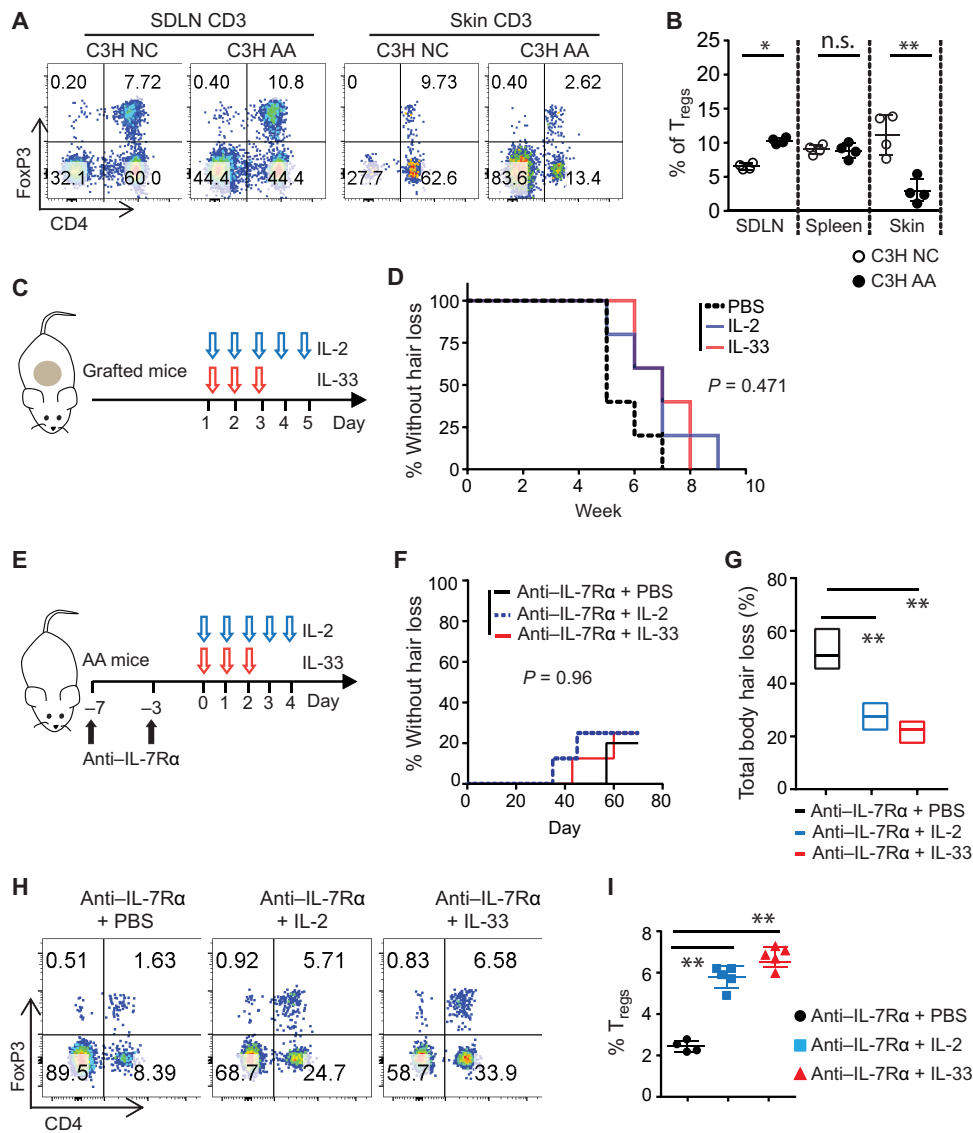 A
SDLN CD3
Skin CD3
C3H NC
C3H AA
C3H NC
C3H AA
0.20
7.72
0.40
10.8
0
9.73
0.40
2.62
32.1
60.0
44.4
44.4
27.7
62.6
83.6
13.4
FoxP3
CD4
B
% of Tregs
25
20
15
10
5
0
*
n.s.
**
SDLN
Spleen
Skin
C3H NC
C3H AA
C
Grafted mice
IL-2
IL-33
1 2 3 4 5 Day
D
% Without hair loss
100
75
50
25
0
0 2 4 6 8 10
Week
PBS
IL-2
IL-33
P = 0.471
E
AA mice
IL-2
IL-33
–7 –3 0 1 2 3 4 Day
Anti–IL-7Rα
F
% Without hair loss
100
80
60
40
20
0
0 20 40 60 80
Day
Anti–IL-7Rα + PBS
Anti–IL-7Rα + IL-2
Anti–IL-7Rα + IL-33
P = 0.96
G
Total body hair loss (%)
80
60
40
20
0
**
**
Anti–IL-7Rα + PBS
Anti–IL-7Rα + IL-2
Anti–IL-7Rα + IL-33
H
Anti–IL-7Rα
+ PBS
Anti–IL-7Rα
+ IL-2
Anti–IL-7Rα
+ IL-33
0.51
1.63
0.92
5.71
0.83
6.58
89.5
8.39
68.7
24.7
58.7
33.9
FoxP3
CD4
I
% Tregs
8
6
4
2
0
**
**
Anti–IL-7Rα + PBS
Anti–IL-7Rα + IL-2
Anti–IL-7Rα + IL-33